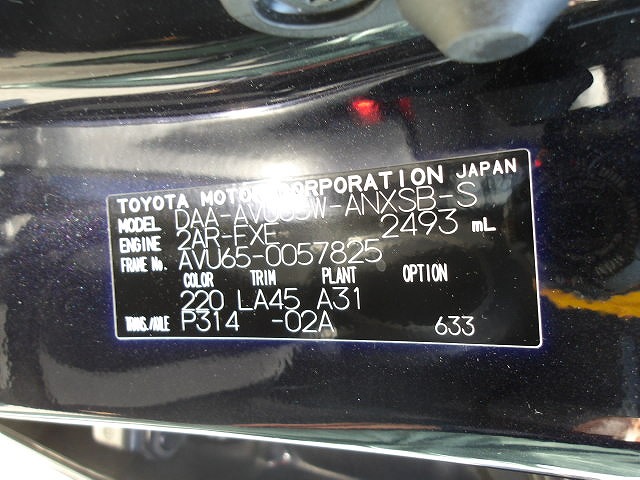 TOYOTA MOTOR CORPORATION JAPAN
MODEL DAA-AVU65W-ANXSB-S
ENGINE 2AR-FXE 2493 mL
FRAME No. AVU65-0057825
COLOR TRIM PLANT OPTION
220 LA45 A31
TRANS./AXLE P314 -02A 633